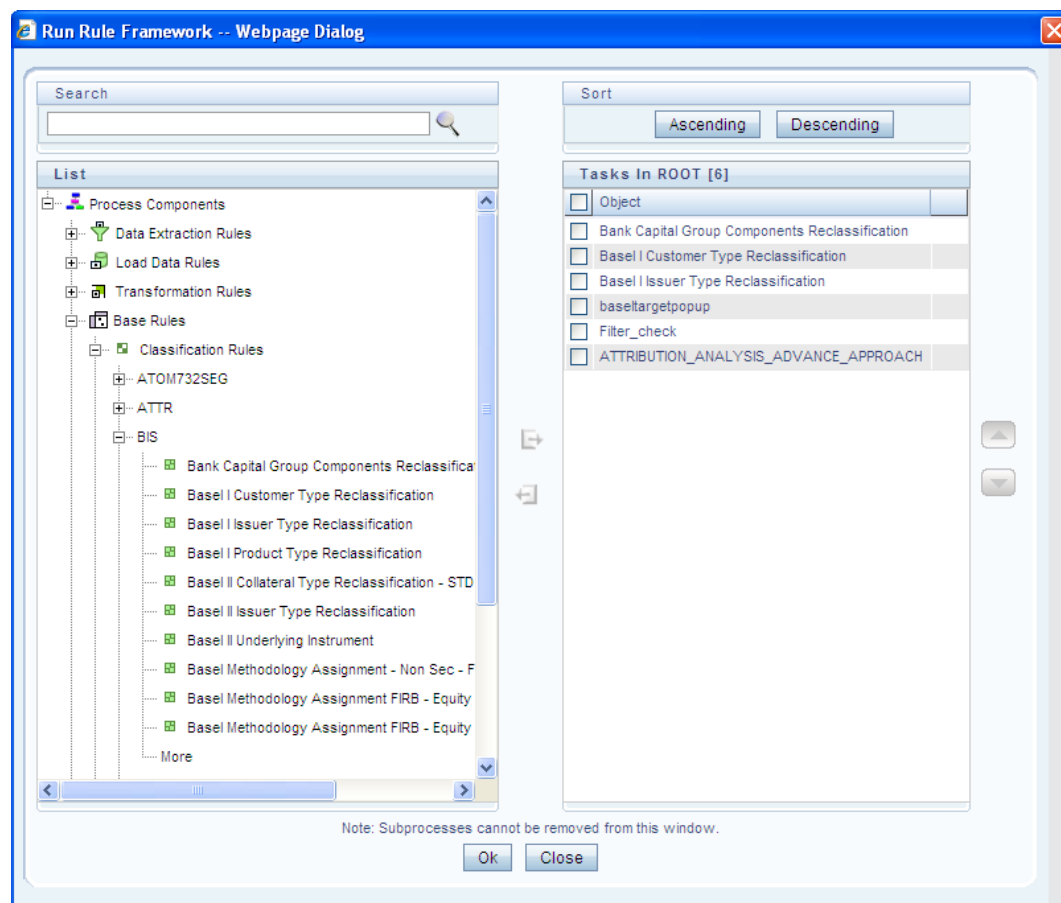 Run Rule Framework -- Webpage Dialog
Search
Sort
Ascending
Descending
List
Process Components
Data Extraction Rules
Load Data Rules
Transformation Rules
Base Rules
Classification Rules
ATOM732SEG
ATTR
BIS
Bank Capital Group Components Reclassifica
Basel I Customer Type Reclassification
Basel I Issuer Type Reclassification
Basel I Product Type Reclassification
Basel II Collateral Type Reclassification - STD
Basel II Issuer Type Reclassification
Basel II Underlying Instrument
Basel Methodology Assignment - Non Sec - F
Basel Methodology Assignment FIRB - Equity
Basel Methodology Assignment FIRB - Equity
More
Tasks In ROOT [6]
Object
Bank Capital Group Components Reclassification
Basel I Customer Type Reclassification
Basel I Issuer Type Reclassification
baseltargetpopup
Filter_check
ATTRIBUTION_ANALYSIS_ADVANCE_APPROACH
Note: Subprocesses cannot be removed from this window.
Ok
Close